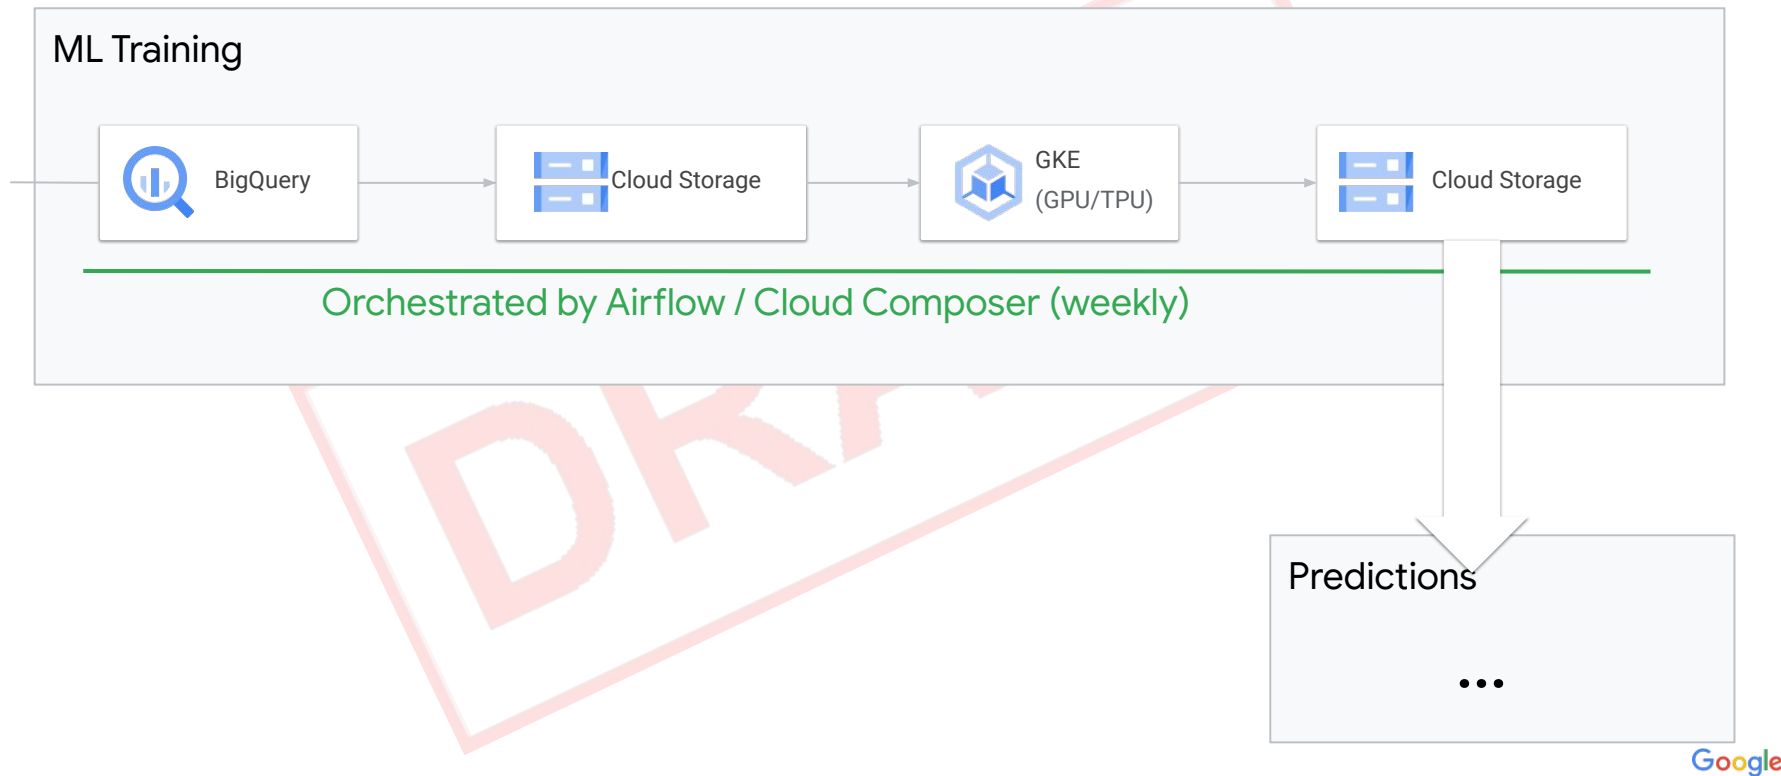 ML Training
BigQuery
Cloud Storage
GKE
(GPU/TPU)
Cloud Storage
Orchestrated by Airflow / Cloud Composer (weekly)
Predictions
...
Google